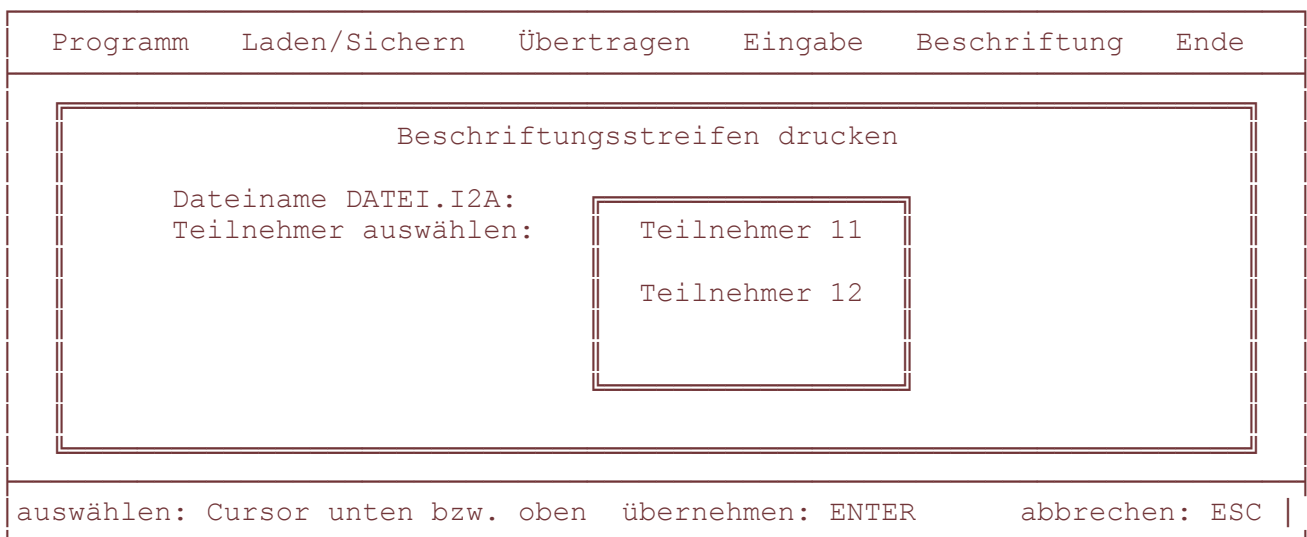 Programm Laden/Sichern Übertragen Eingabe Beschriftung Ende
Beschriftungsstreifen drucken
Dateiname DATEI.I2A:
Teilnehmer auswählen: Teilnehmer 11
Teilnehmer 12
auswählen: Cursor unten bzw. oben übernehmen: ENTER abbrechen: ESC